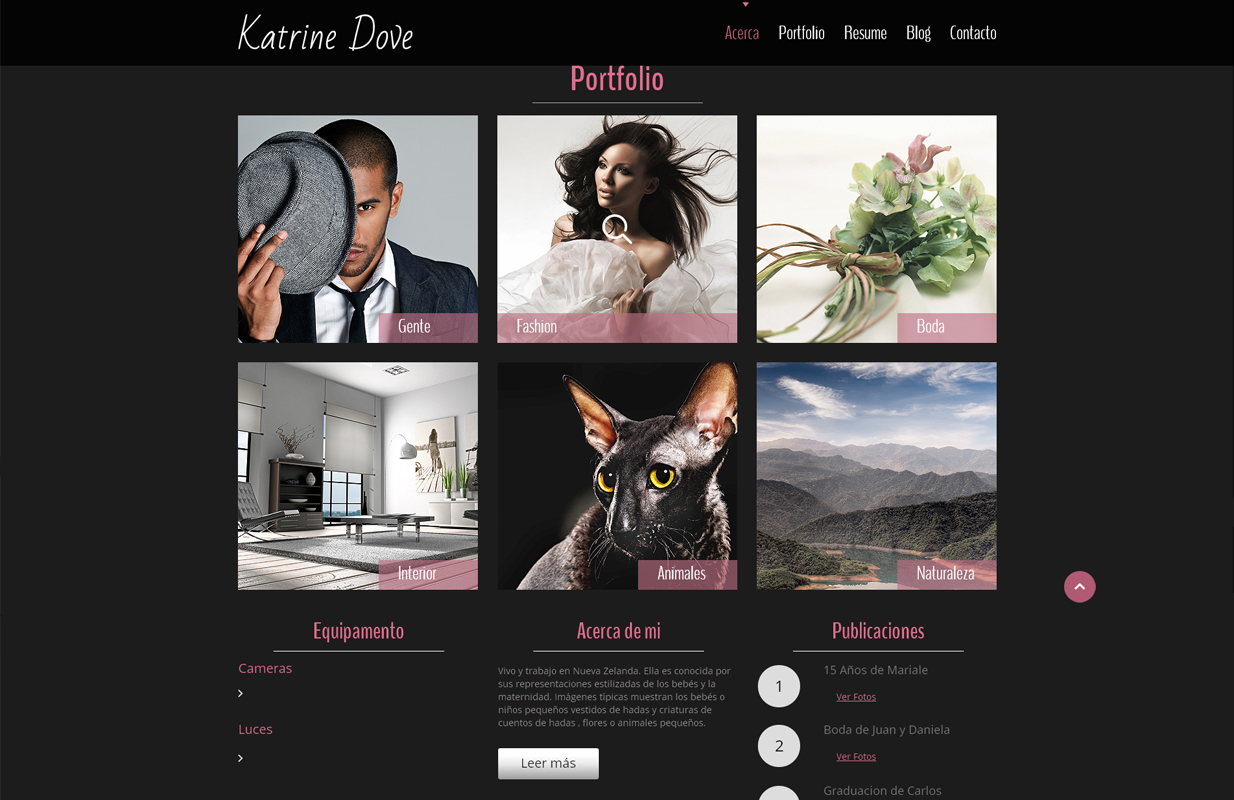 Katrine Dove
Acerca
Portfolio
Resume
Blog
Contacto
Portfolio
Gente
Fashion
Boda
Interior
Animales
Naturaleza
Equipamento
Cameras
Luces
Acerca de mi
Vivo y trabajo en Nueva Zelanda. Ella es conocida por
sus representaciones estilizadas de los bebés y la
maternidad. Imágenes típicas muestran los bebés o
niños pequeños vestidos de hadas y criaturas de
cuentos de hadas , flores o animales pequeños.
Leer más
Publicaciones
1
15 Años de Mariale
Ver Fotos
2
Boda de Juan y Daniela
Ver Fotos
Graduacion de Carlos